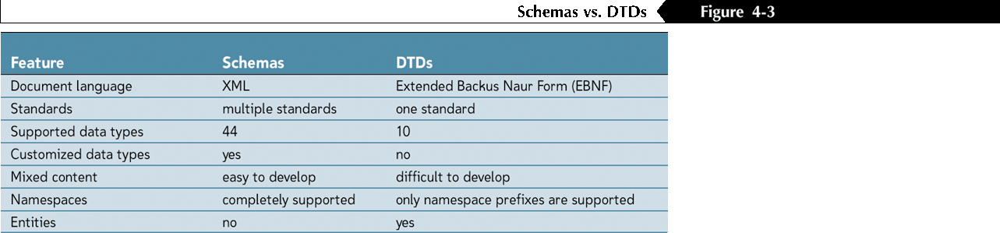 Schemas vs. DTDs Figure 4-3
Feature Schemas DTDs
Document language XML Extended Backus Naur Form (EBNF)
Standards multiple standards one standard
Supported data types 44 10
Customized data types yes no
Mixed content easy to develop difficult to develop
Namespaces completely supported only namespace prefixes are supported
Entities no yes